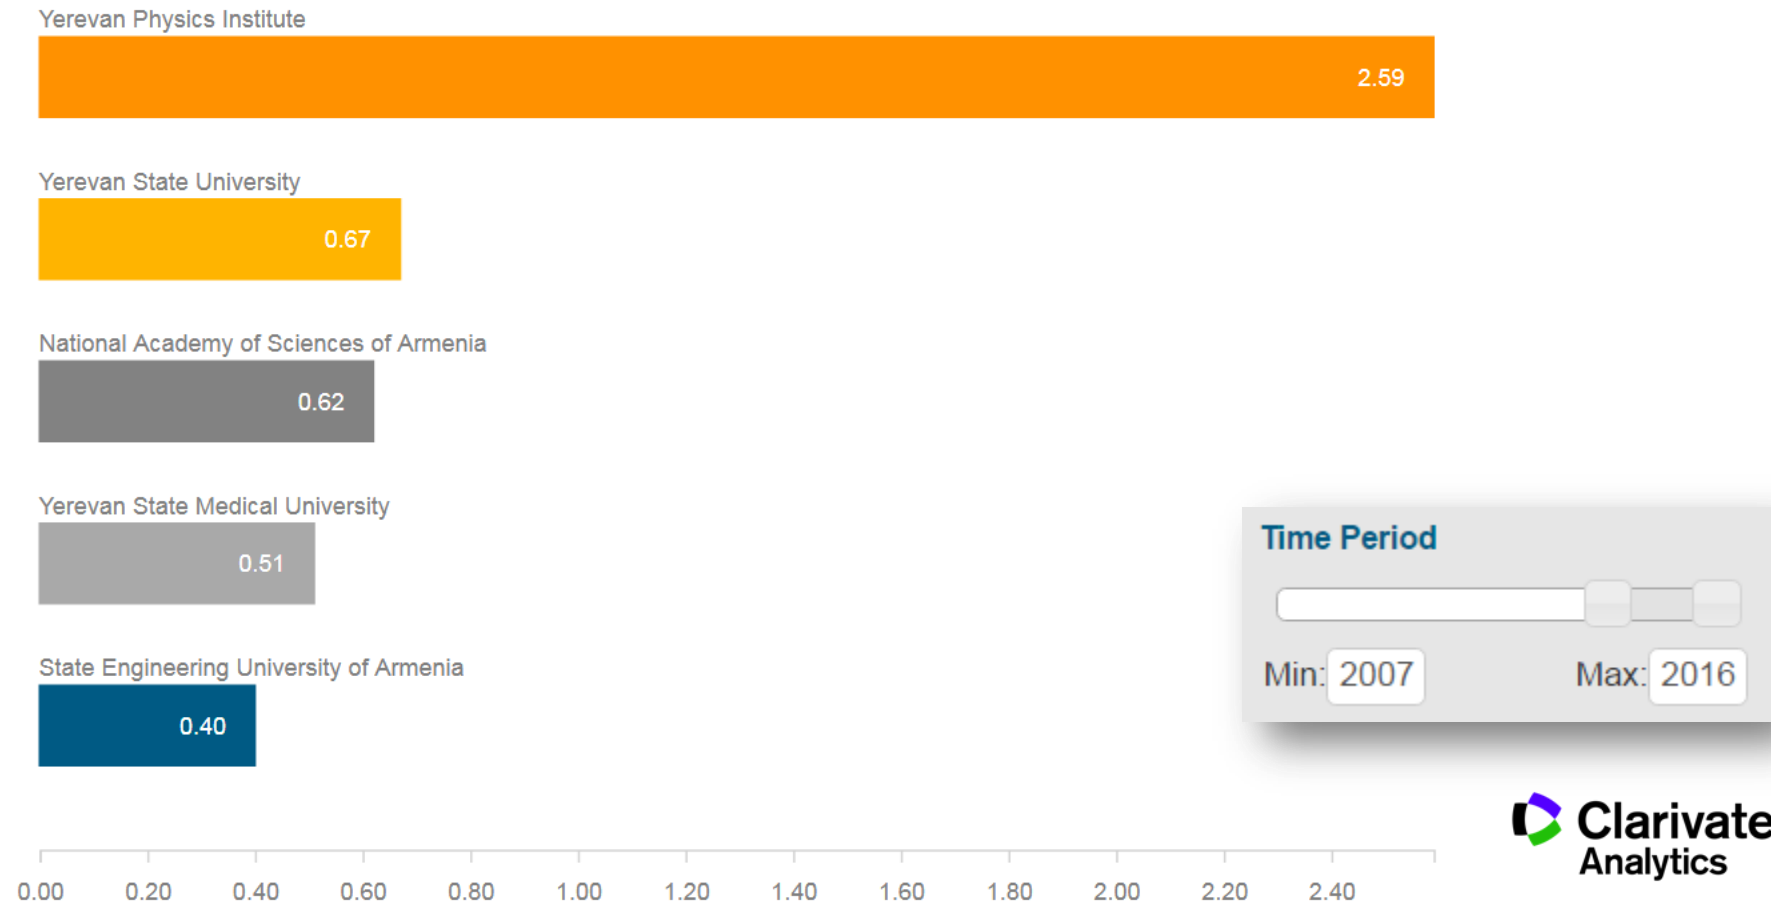 Yerevan Physics Institute
2.59
Yerevan State University
0.67
National Academy of Sciences of Armenia
0.62
Yerevan State Medical University
0.51
State Engineering University of Armenia
0.40
Time Period
Min: 2007 Max: 2016
Clarivate
Analytics
0.00 0.20 0.40 0.60 0.80 1.00 1.20 1.40 1.60 1.80 2.00 2.20 2.40